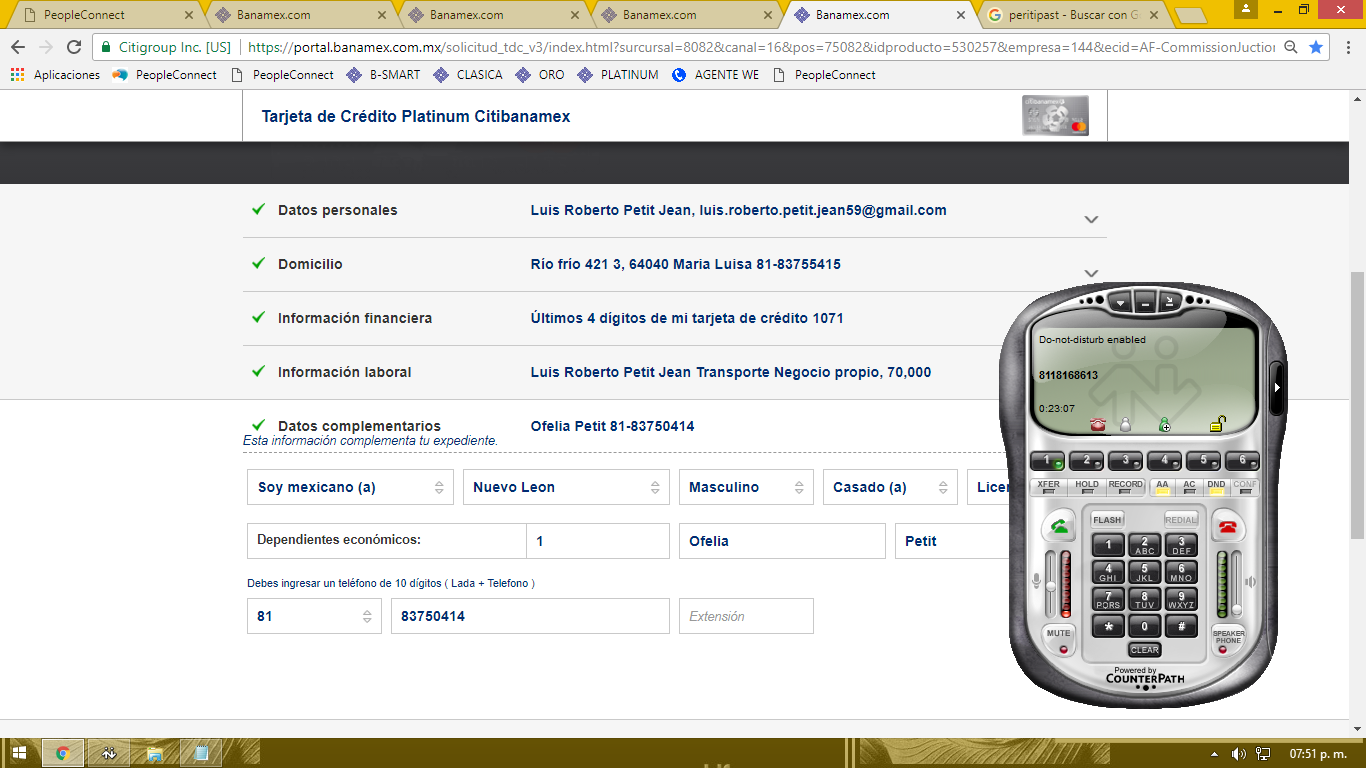 PeopleConnect
Banamex.com
Banamex.com
Banamex.com
Banamex.com
peritipast - Buscar con G
Citigroup Inc. [US]
https://portal.banamex.com.mx/solicitud_tdc_v3/index.html?surcursal=8082&canal=16&pcs=75082&idproducto=530257&empresa=144&ecid=AF-CommissionJuction
Aplicaciones
PeopleConnect
PeopleConnect
B-SMART
CLASICA
ORO
PLATINUM
AGENTE WE
PeopleConnect
Tarjeta de Crédito Platinum Citibanamex
Datos personales
Luis Roberto Petit Jean, luis.roberto.petit.jean59@gmail.com
Domicilio
Río frío 421 3, 64040 Maria Luisa 81-83755415
Información financiera
Últimos 4 dígitos de mi tarjeta de crédito 1071
Información laboral
Luis Roberto Petit Jean Transporte Negocio propio, 70,000
Datos complementarios
Ofelia Petit 81-83750414
Esta información complementa tu expediente.
Soy mexicano (a)
Nuevo Leon
Masculino
Casado (a)
Licen
Dependientes económicos:
1
Ofelia
Petit
Debes ingresar un teléfono de 10 dígitos ( Lada + Telefono )
81
83750414
Extensión
Do-not-disturb enabled
8118168613
0:23:07
1 2 3 4 5 6
XFER HOLD RECORD AA AC DND CONF
FLASH
REDIAL
1
2 ABC
3 DEF
4 GHI
5 JKL
6 MNO
7 PQRS
8 TUV
9 WXYZ
* 0 #
MUTE
SPEAKER PHONE
CLEAR
Powered by
COUNTERPATH
07:51 p. m.